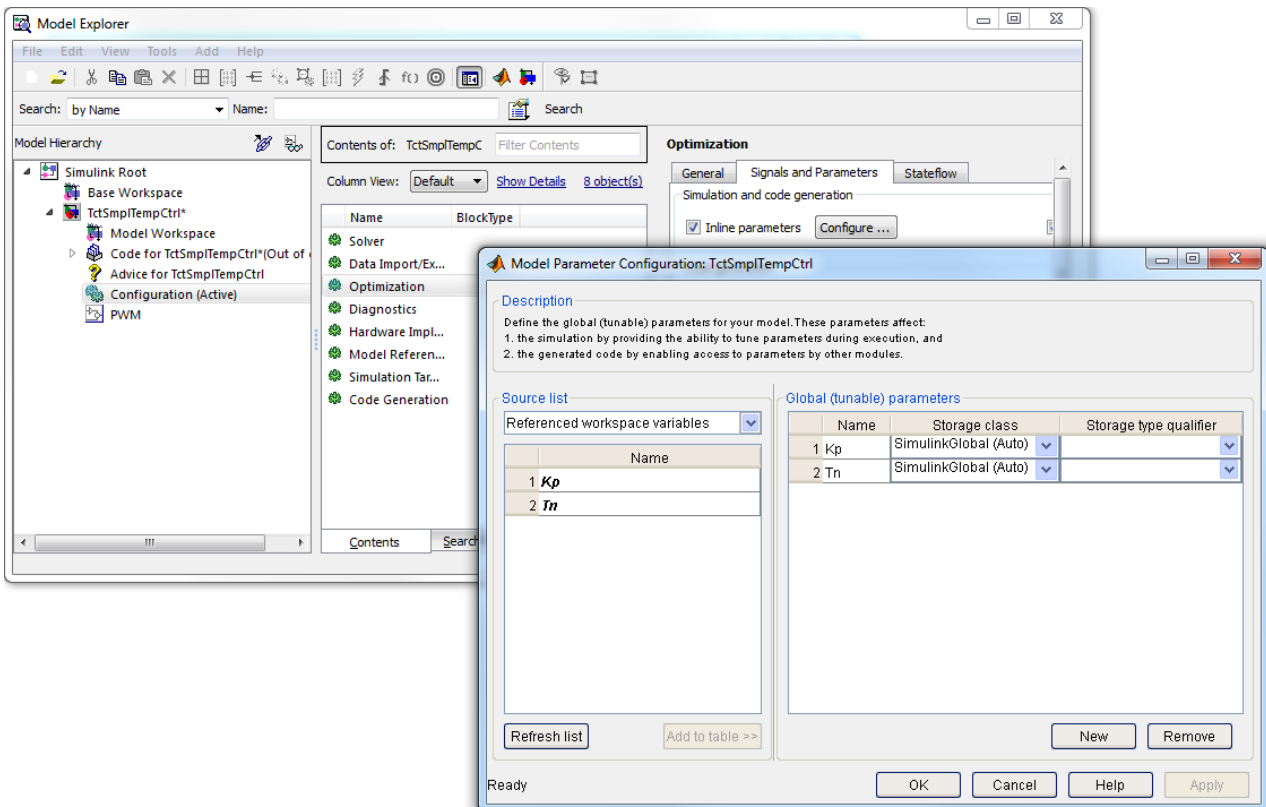 Model Explorer
File Edit View Tools Add Help
Search: by Name Name: Search
Model Hierarchy
Simulink Root
Base Workspace
TctSmplTempCtrl*
Model Workspace
Code for TctSmplTempCtrl*(Out of
Advice for TctSmplTempCtrl
Configuration (Active)
PWM
Contents of: TctSmplTempC Filter Contents
Column View: Default Show Details 8 object(s)
Name BlockType
Solver
Data Import/Ex...
Optimization
Diagnostics
Hardware Impl...
Model Referen...
Simulation Tar...
Code Generation
Contents Search
Optimization
General Signals and Parameters Stateflow
Simulation and code generation
Inline parameters Configure ...
Model Parameter Configuration: TctSmplTempCtrl
Description
Define the global (tunable) parameters for your model.These parameters affect:
1. the simulation by providing the ability to tune parameters during execution, and
2. the generated code by enabling access to parameters by other modules.
Source list
Referenced workspace variables
Name
1 Kp
2 Tn
Refresh list Add to table >>
Global (tunable) parameters
Name Storage class Storage type qualifier
1 Kp SimulinkGlobal (Auto)
2 Tn SimulinkGlobal (Auto)
New Remove
Ready OK Cancel Help Apply